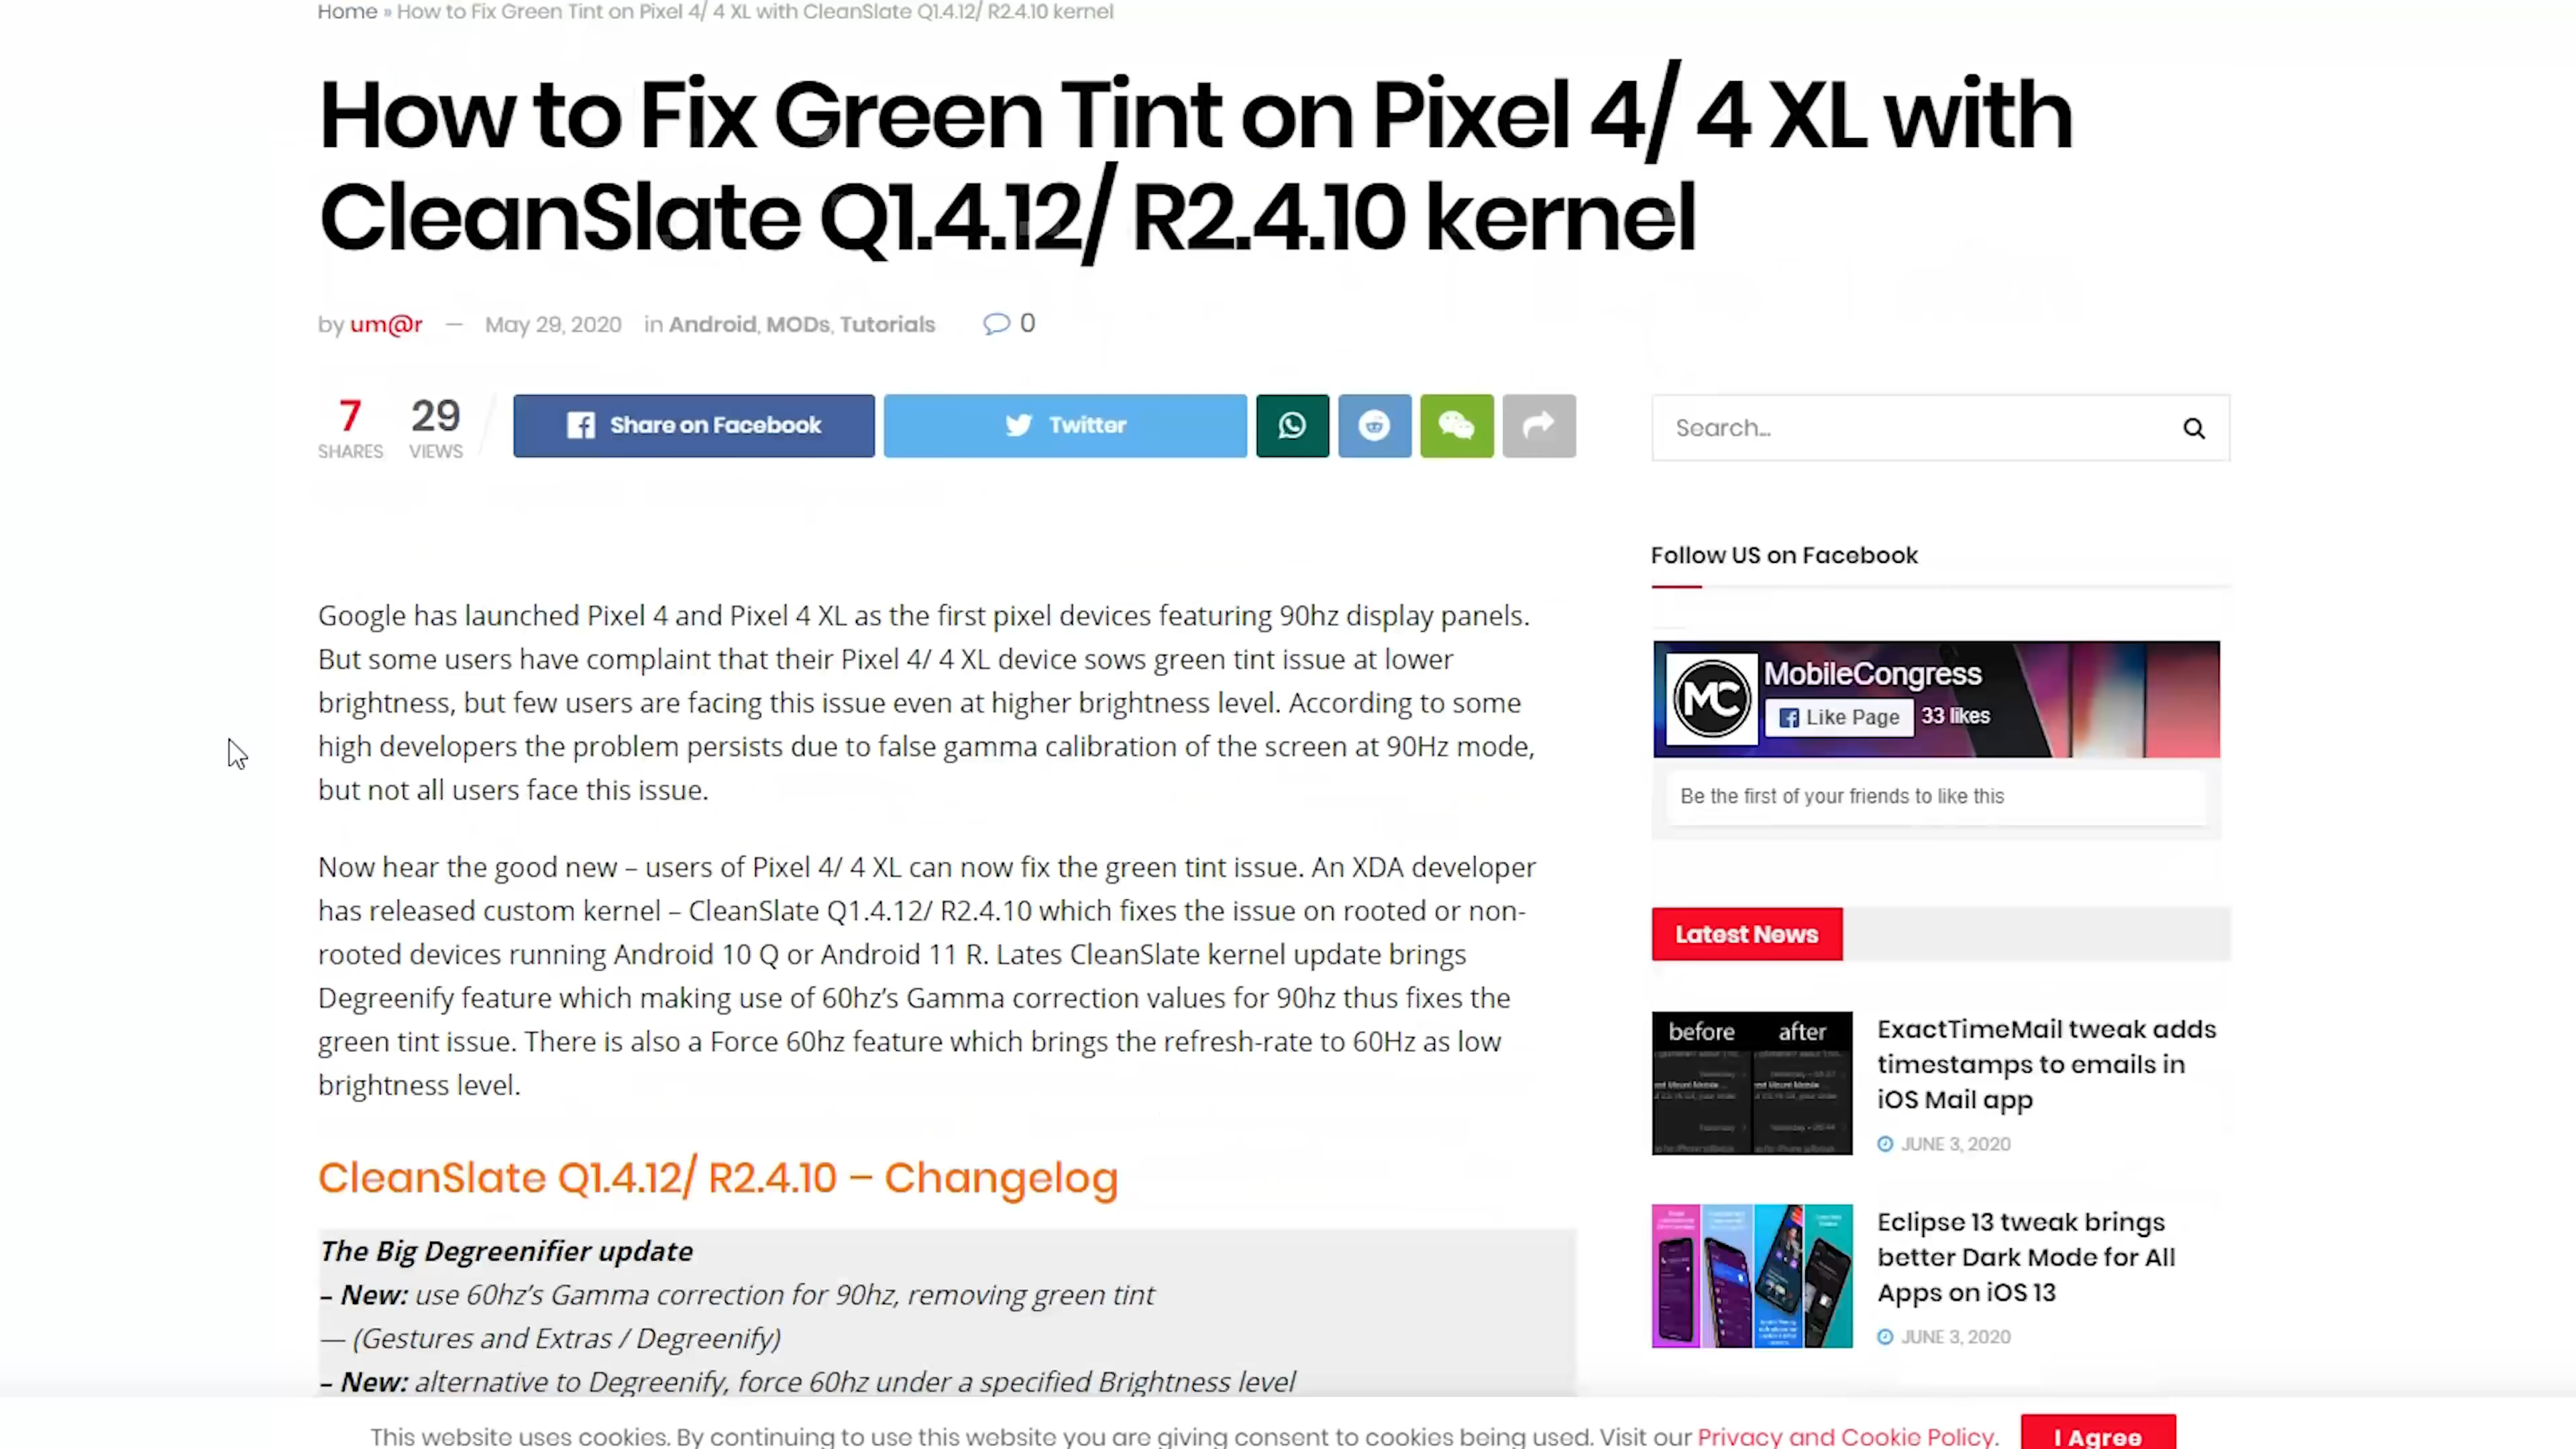 Home » How to Fix Green Tint on Pixel 4/ 4 XL with CleanSlate Q1.4.12/ R2.4.10 kernel
How to Fix Green Tint on Pixel 4/ 4 XL with
CleanSlate Q1.4.12/ R2.4.10 kernel
by um@r — May 29, 2020 in Android, MODs, Tutorials 0
7
SHARES
29
VIEWS
Share on Facebook
Twitter
Search...
Google has launched Pixel 4 and Pixel 4 XL as the first pixel devices featuring 90hz display panels.
But some users have complaint that their Pixel 4/ 4 XL device sows green tint issue at lower
brightness, but few users are facing this issue even at higher brightness level. According to some
high developers the problem persists due to false gamma calibration of the screen at 90Hz mode,
but not all users face this issue.
Now hear the good new – users of Pixel 4/ 4 XL can now fix the green tint issue. An XDA developer
has released custom kernel – CleanSlate Q1.4.12/ R2.4.10 which fixes the issue on rooted or non-
rooted devices running Android 10 Q or Android 11 R. Lates CleanSlate kernel update brings
Degreenify feature which making use of 60hz’s Gamma correction values for 90hz thus fixes the
green tint issue. There is also a Force 60hz feature which brings the refresh-rate to 60Hz as low
brightness level.
CleanSlate Q1.4.12/ R2.4.10 – Changelog
The Big Degreenifier update
– New: use 60hz’s Gamma correction for 90hz, removing green tint
— (Gestures and Extras / Degreenify)
– New: alternative to Degreenify, force 60hz under a specified Brightness level
Follow US on Facebook
MC
MobileCongress
Like Page
33 likes
Be the first of your friends to like this
Latest News
before after
ExactTimeMail tweak adds
timestamps to emails in
iOS Mail app
JUNE 3, 2020
Eclipse 13 tweak brings
better Dark Mode for All
Apps on iOS 13
JUNE 3, 2020
This website uses cookies. By continuing to use this website you are giving consent to cookies being used. Visit our Privacy and Cookie Policy.
I Agree